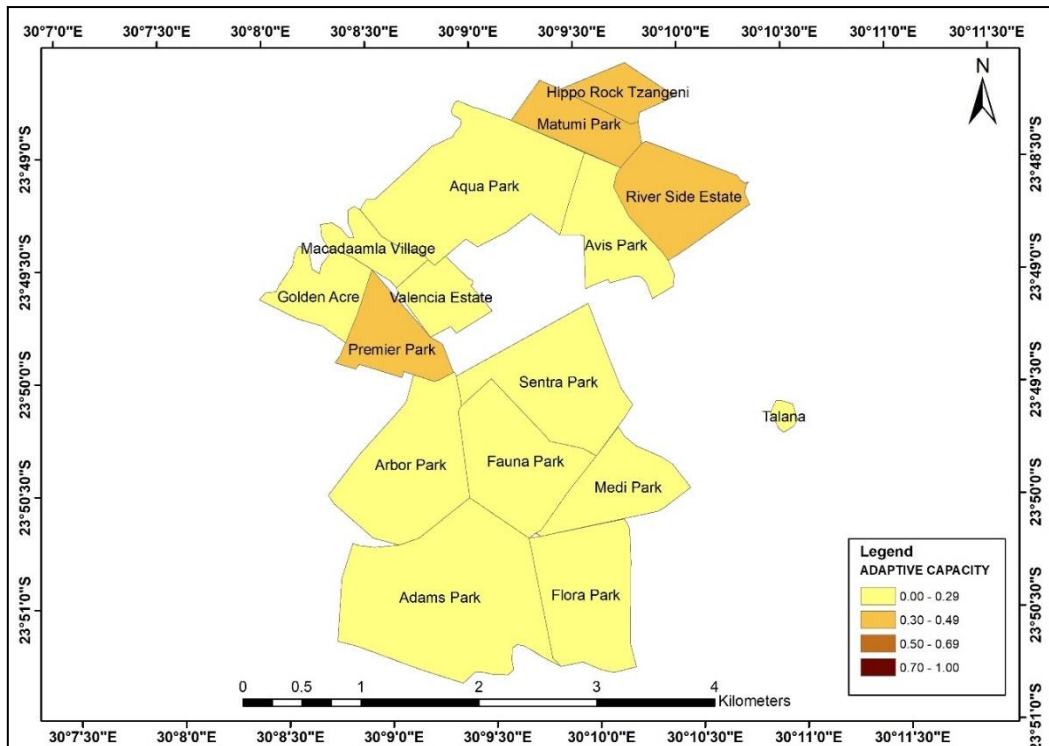 30°7'0"E 30°7'30"E 30°8'0"E 30°8'30"E 30°9'0"E 30°9'30"E 30°10'0"E 30°10'30"E 30°11'0"E 30°11'30"E
N
Hippo Rock Tzangeni
Matumi Park
23°49'0"S
23°48'30"S
Aqua Park
River Side Estate
Avis Park
Macadaamla Village
23°49'30"S
23°49'0"S
Golden Acre
Valencia Estate
Premier Park
23°50'0"S
23°49'30"S
Sentra Park
Talana
Arbor Park
Fauna Park
Medi Park
23°50'30"S
23°50'0"S
Adams Park
Flora Park
23°51'0"S
23°50'30"S
Legend
ADAPTIVE CAPACITY
0.00 - 0.29
0.30 - 0.49
0.50 - 0.69
0.70 - 1.00
0 0.5 1 2 3 4
Kilometers
23°51'0"S
30°7'30"E 30°8'0"E 30°8'30"E 30°9'0"E 30°9'30"E 30°10'0"E 30°10'30"E 30°11'0"E 30°11'30"E